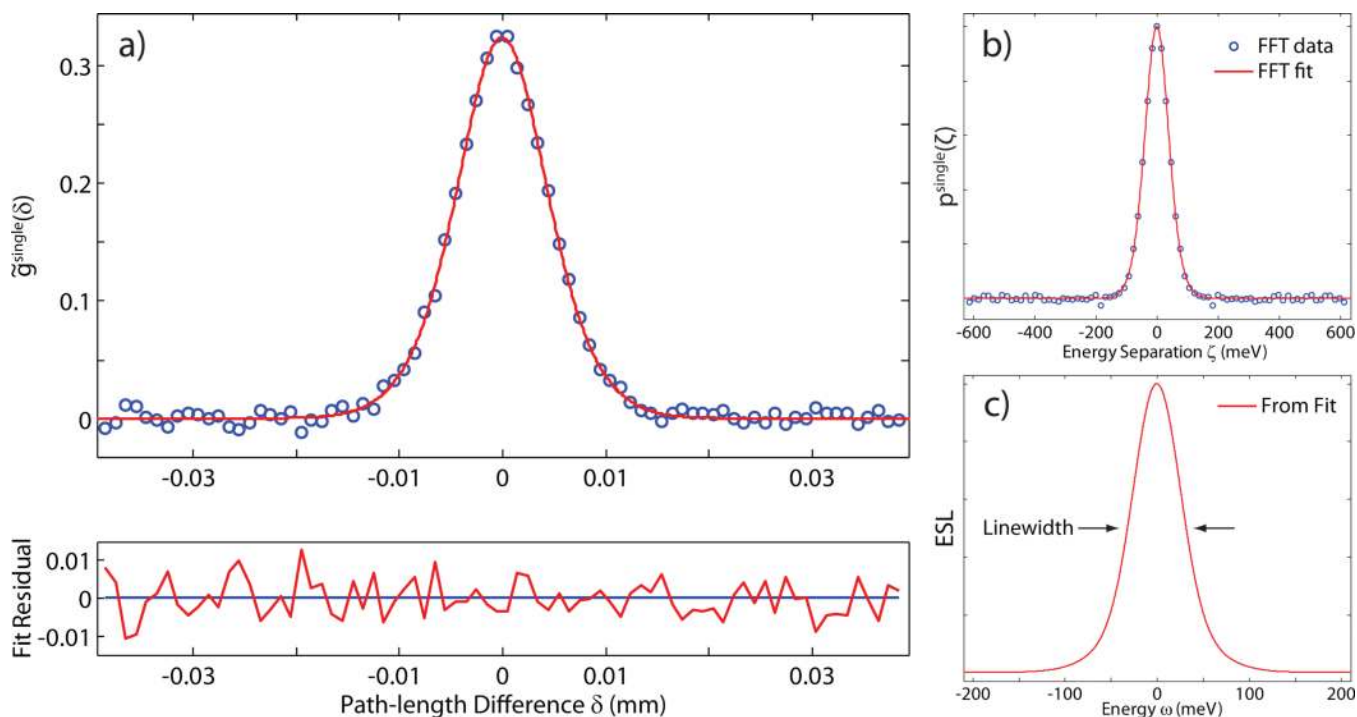 a)
0.3
0.2
0.1
0
g̃ˢⁱⁿᵍˡᵉ(δ)
-0.03
-0.01
0
0.01
0.03
0.01
0
-0.01
Fit Residual
-0.03
-0.01
0
0.01
0.03
Path-length Difference δ (mm)
b)
FFT data
FFT fit
pˢⁱⁿᵍˡᵉ(ζ)
-600
-400
-200
0
200
400
600
Energy Separation ζ (meV)
c)
From Fit
Linewidth
ESL
-200
-100
0
100
200
Energy ω (meV)